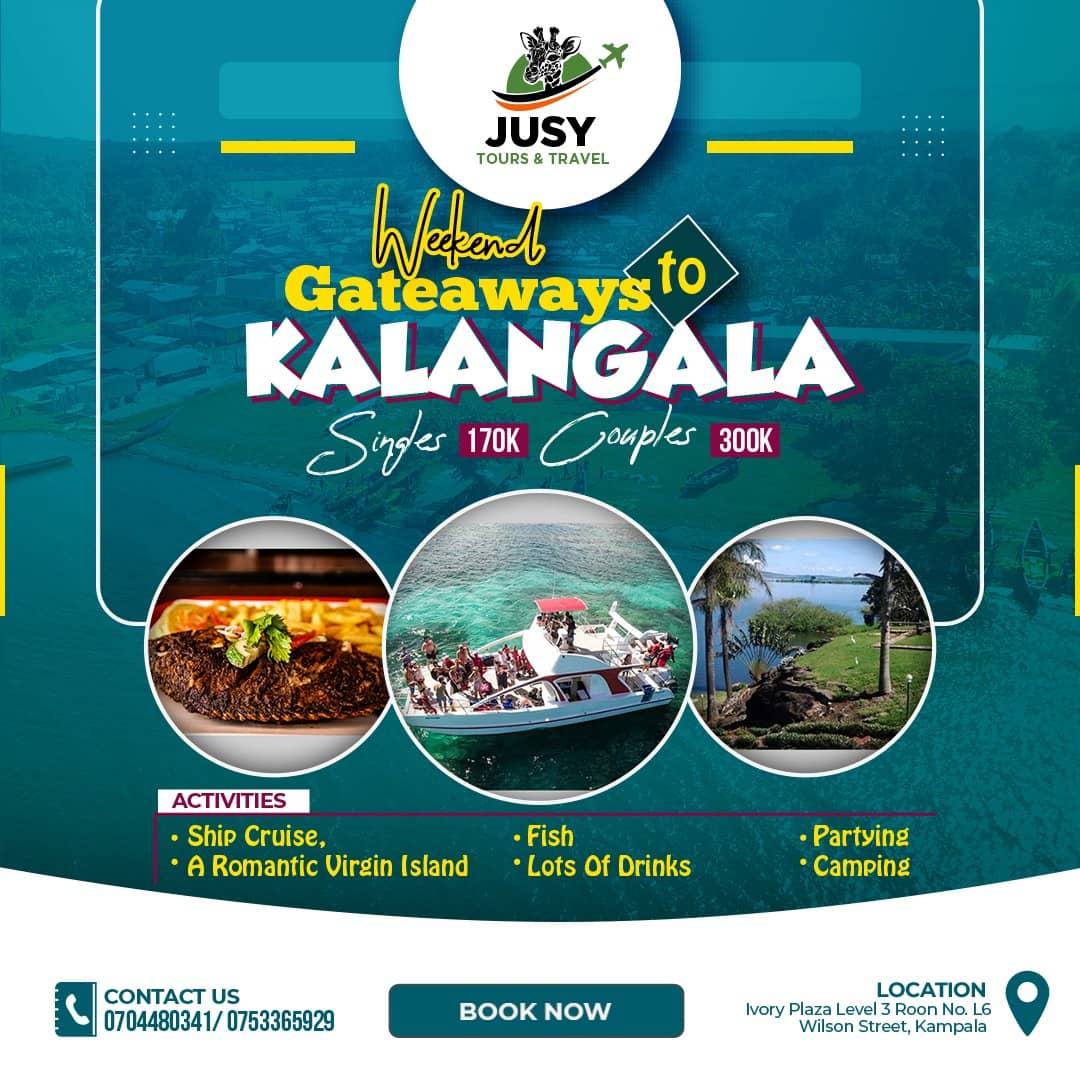 JUSY
TOURS & TRAVEL
Weekend
Gateaways to
KALANGALA
Singles 170K Couples 300K
ACTIVITIES
• Ship Cruise,
• A Romantic Virgin Island
• Fish
• Lots Of Drinks
• Partying
• Camping
CONTACT US
0704480341/ 0753365929
BOOK NOW
LOCATION
Ivory Plaza Level 3 Roon No. L6
Wilson Street, Kampala